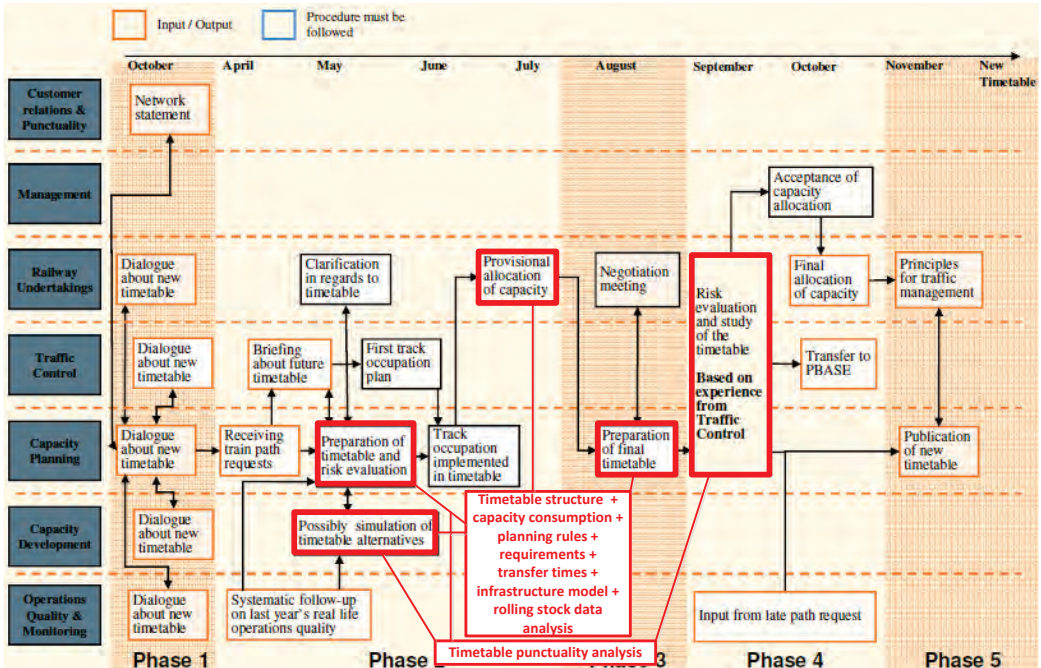 Input / Output
Procedure must be
followed
October
April
May
June
July
August
September
October
November
New
Timetable
Customer
relations &
Punctuality
Network
statement
Management
Acceptance of
capacity
allocation
Railway
Undertakings
Dialogue
about new
timetable
Clarification
in regards to
timetable
Provisional
allocation
of capacity
Negotiation
meeting
Risk
evaluation
and study
of the
timetable
Based on
experience
from
Traffic
Control
Final
allocation
of capacity
Principles
for traffic
management
Traffic
Control
Dialogue
about new
timetable
Briefing
about future
timetable
First track
occupation
plan
Transfer to
PBASE
Capacity
Planning
Dialogue
about new
timetable
Receiving
train path
requests
Preparation of
timetable and
risk evaluation
Track
occupation
implemented
in timetable
Preparation
of final
timetable
Publication
of new
timetable
Capacity
Development
Dialogue
about new
timetable
Possibly simulation of
timetable alternatives
Timetable structure +
capacity consumption +
planning rules +
requirements +
transfer times +
infrastructure model +
rolling stock data
analysis
Operations
Quality &
Monitoring
Dialogue
about new
timetable
Systematic follow-up
on last year's real life
operations quality
Input from late path request
Timetable punctuality analysis
Phase 1
Phase
Phase 3
Phase 4
Phase 5